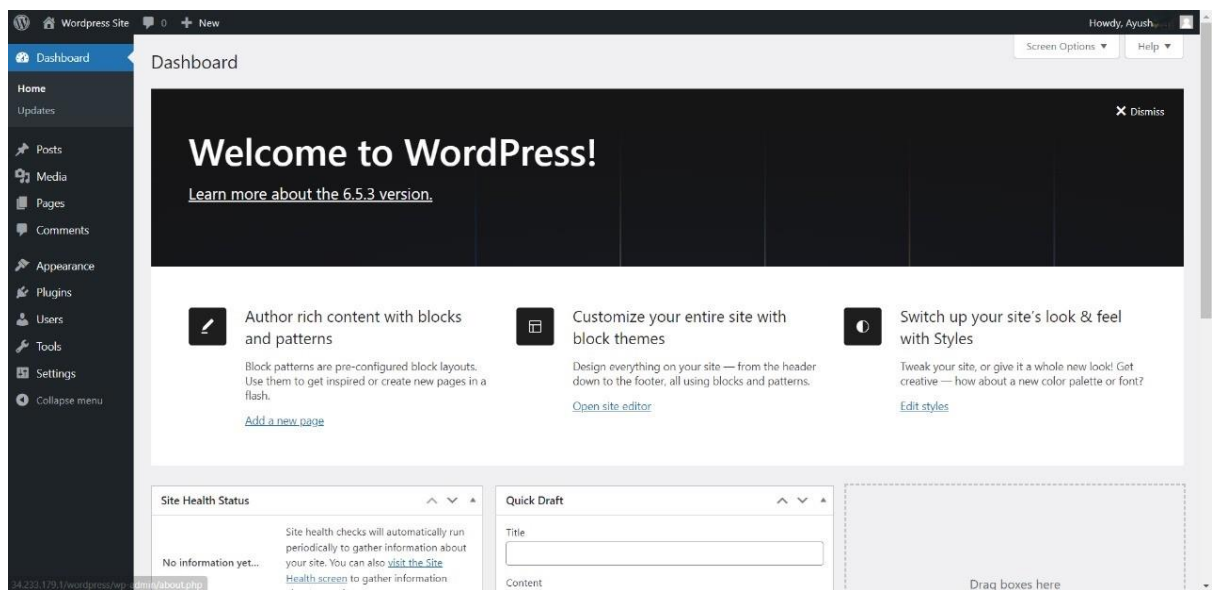 Wordpress Site 0 + New
Howdy, Ayush
Screen Options ▼ Help ▼
Dashboard
Home
Updates
Posts
Media
Pages
Comments
Appearance
Plugins
Users
Tools
Settings
Collapse menu
Dashboard
Dismiss
Welcome to WordPress!
Learn more about the 6.5.3 version.
Author rich content with blocks
and patterns
Block patterns are pre-configured block layouts.
Use them to get inspired or create new pages in a
flash.
Add a new page
Customize your entire site with
block themes
Design everything on your site — from the header
down to the footer, all using blocks and patterns.
Open site editor
Switch up your site's look & feel
with Styles
Tweak your site, or give it a whole new look! Get
creative — how about a new color palette or font?
Edit styles
Site Health Status
No information yet...
Site health checks will automatically run
periodically to gather information about
your site. You can also visit the Site
Health screen to gather information
Quick Draft
Title
Content
Drag boxes here
34.233.179.1/wordpress/wp-admin/about.php